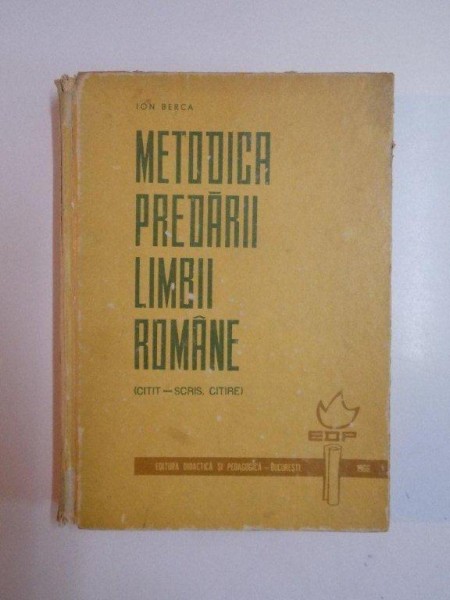 ION BERCA
METODICA
PREDĂRII
LIMBII
ROMÂNE
(CITIT — SCRIS, CITIRE)
EDP
EDITURA DIDACTICĂ ȘI PEDAGOGICĂ — BUCUREȘTI